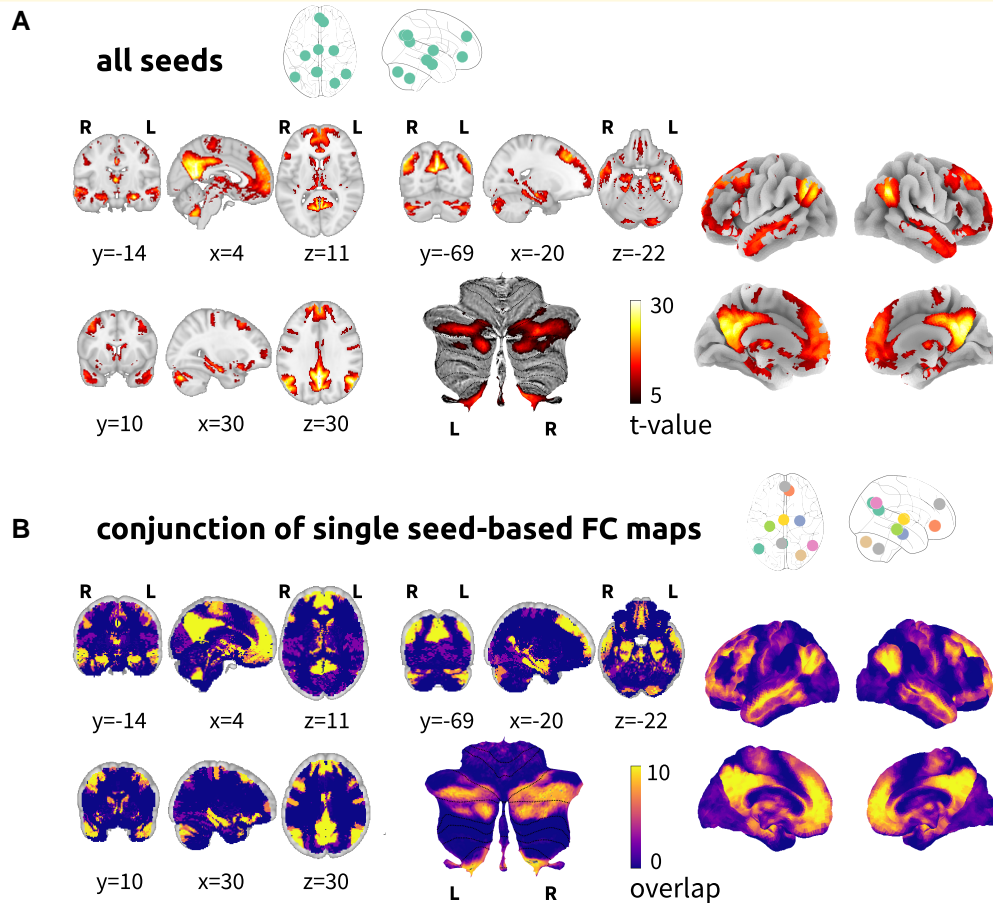 A
all seeds
R L R L R L R L
y=-14 x=4 z=11 y=-69 x=-20 z=-22
30
5
t-value
y=10 x=30 z=30
L R
B
conjunction of single seed-based FC maps
R L R L R L R L
y=-14 x=4 z=11 y=-69 x=-20 z=-22
10
0
overlap
y=10 x=30 z=30
L R